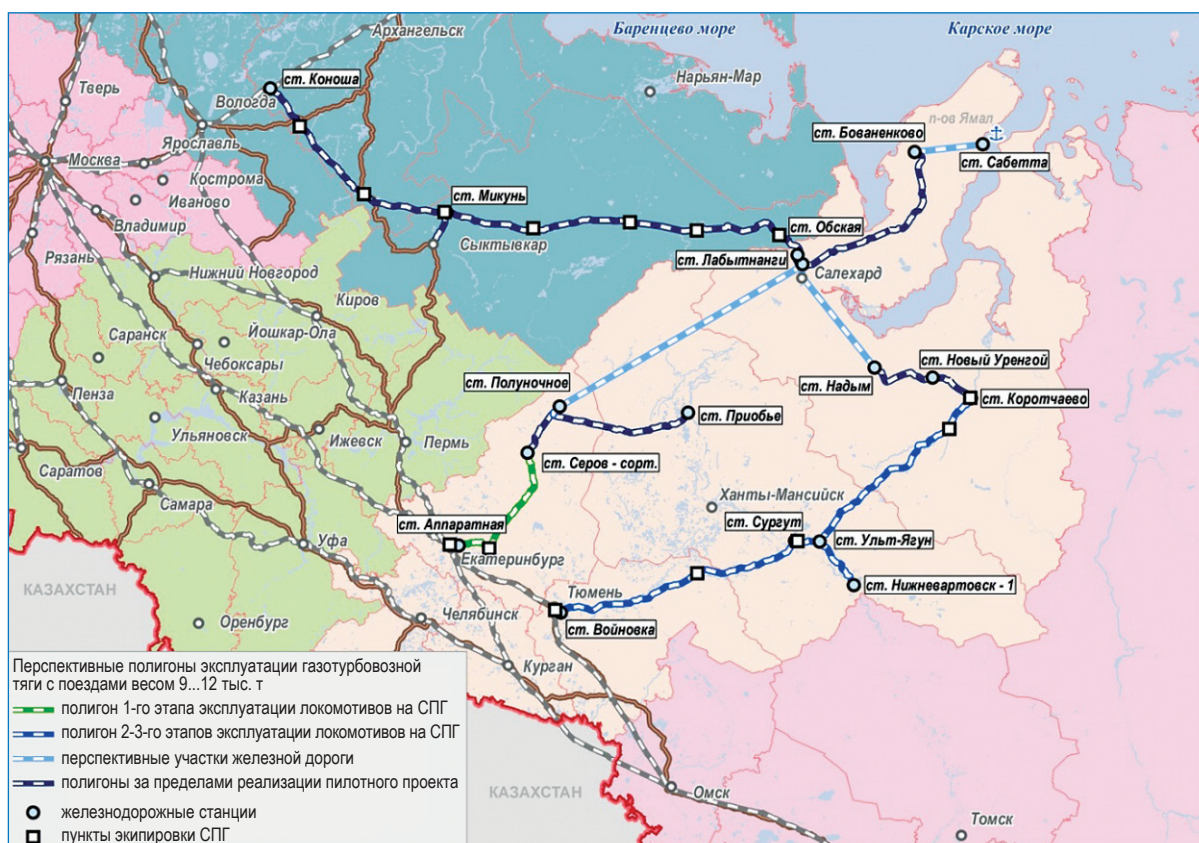 Баренцево море
Карское море
Архангельск
ст. Коноша
Нарьян-Мар
Тверь
Вологда
п-ов Ямал
ст. Бованенково
ст. Сабетта
Ярославль
Москва
Кострома
Иваново
ст. Микунь
Владимир
ст. Обская
Сыктывкар
ст. Лабытнанги
Рязань
Салехард
Нижний Новгород
Киров
Саранск
Йошкар-Ола
ст. Новый Уренгой
Чебоксары
ст. Полуночное
ст. Надым
Пенза
Казань
ст. Коротчаево
ст. Приобье
Ульяновск
Ижевск
Пермь
Саратов
ст. Серов - сорт.
Самара
Ханты-Мансийск
ст. Аппаратная
ст. Сургут
Уфа
ст. Ульт-Ягун
Екатеринбург
КАЗАХСТАН
Тюмень
ст. Нижневартовск - 1
Оренбург
Челябинск
ст. Войновка
Курган
Перспективные полигоны эксплуатации газотурбовозной
тяги с поездами весом 9...12 тыс. т
полигон 1-го этапа эксплуатации локомотивов на СПГ
полигон 2-3-го этапов эксплуатации локомотивов на СПГ
перспективные участки железной дороги
полигоны за пределами реализации пилотного проекта
железнодорожные станции
пункты экипировки СПГ
КАЗАХСТАН
Омск
Томск